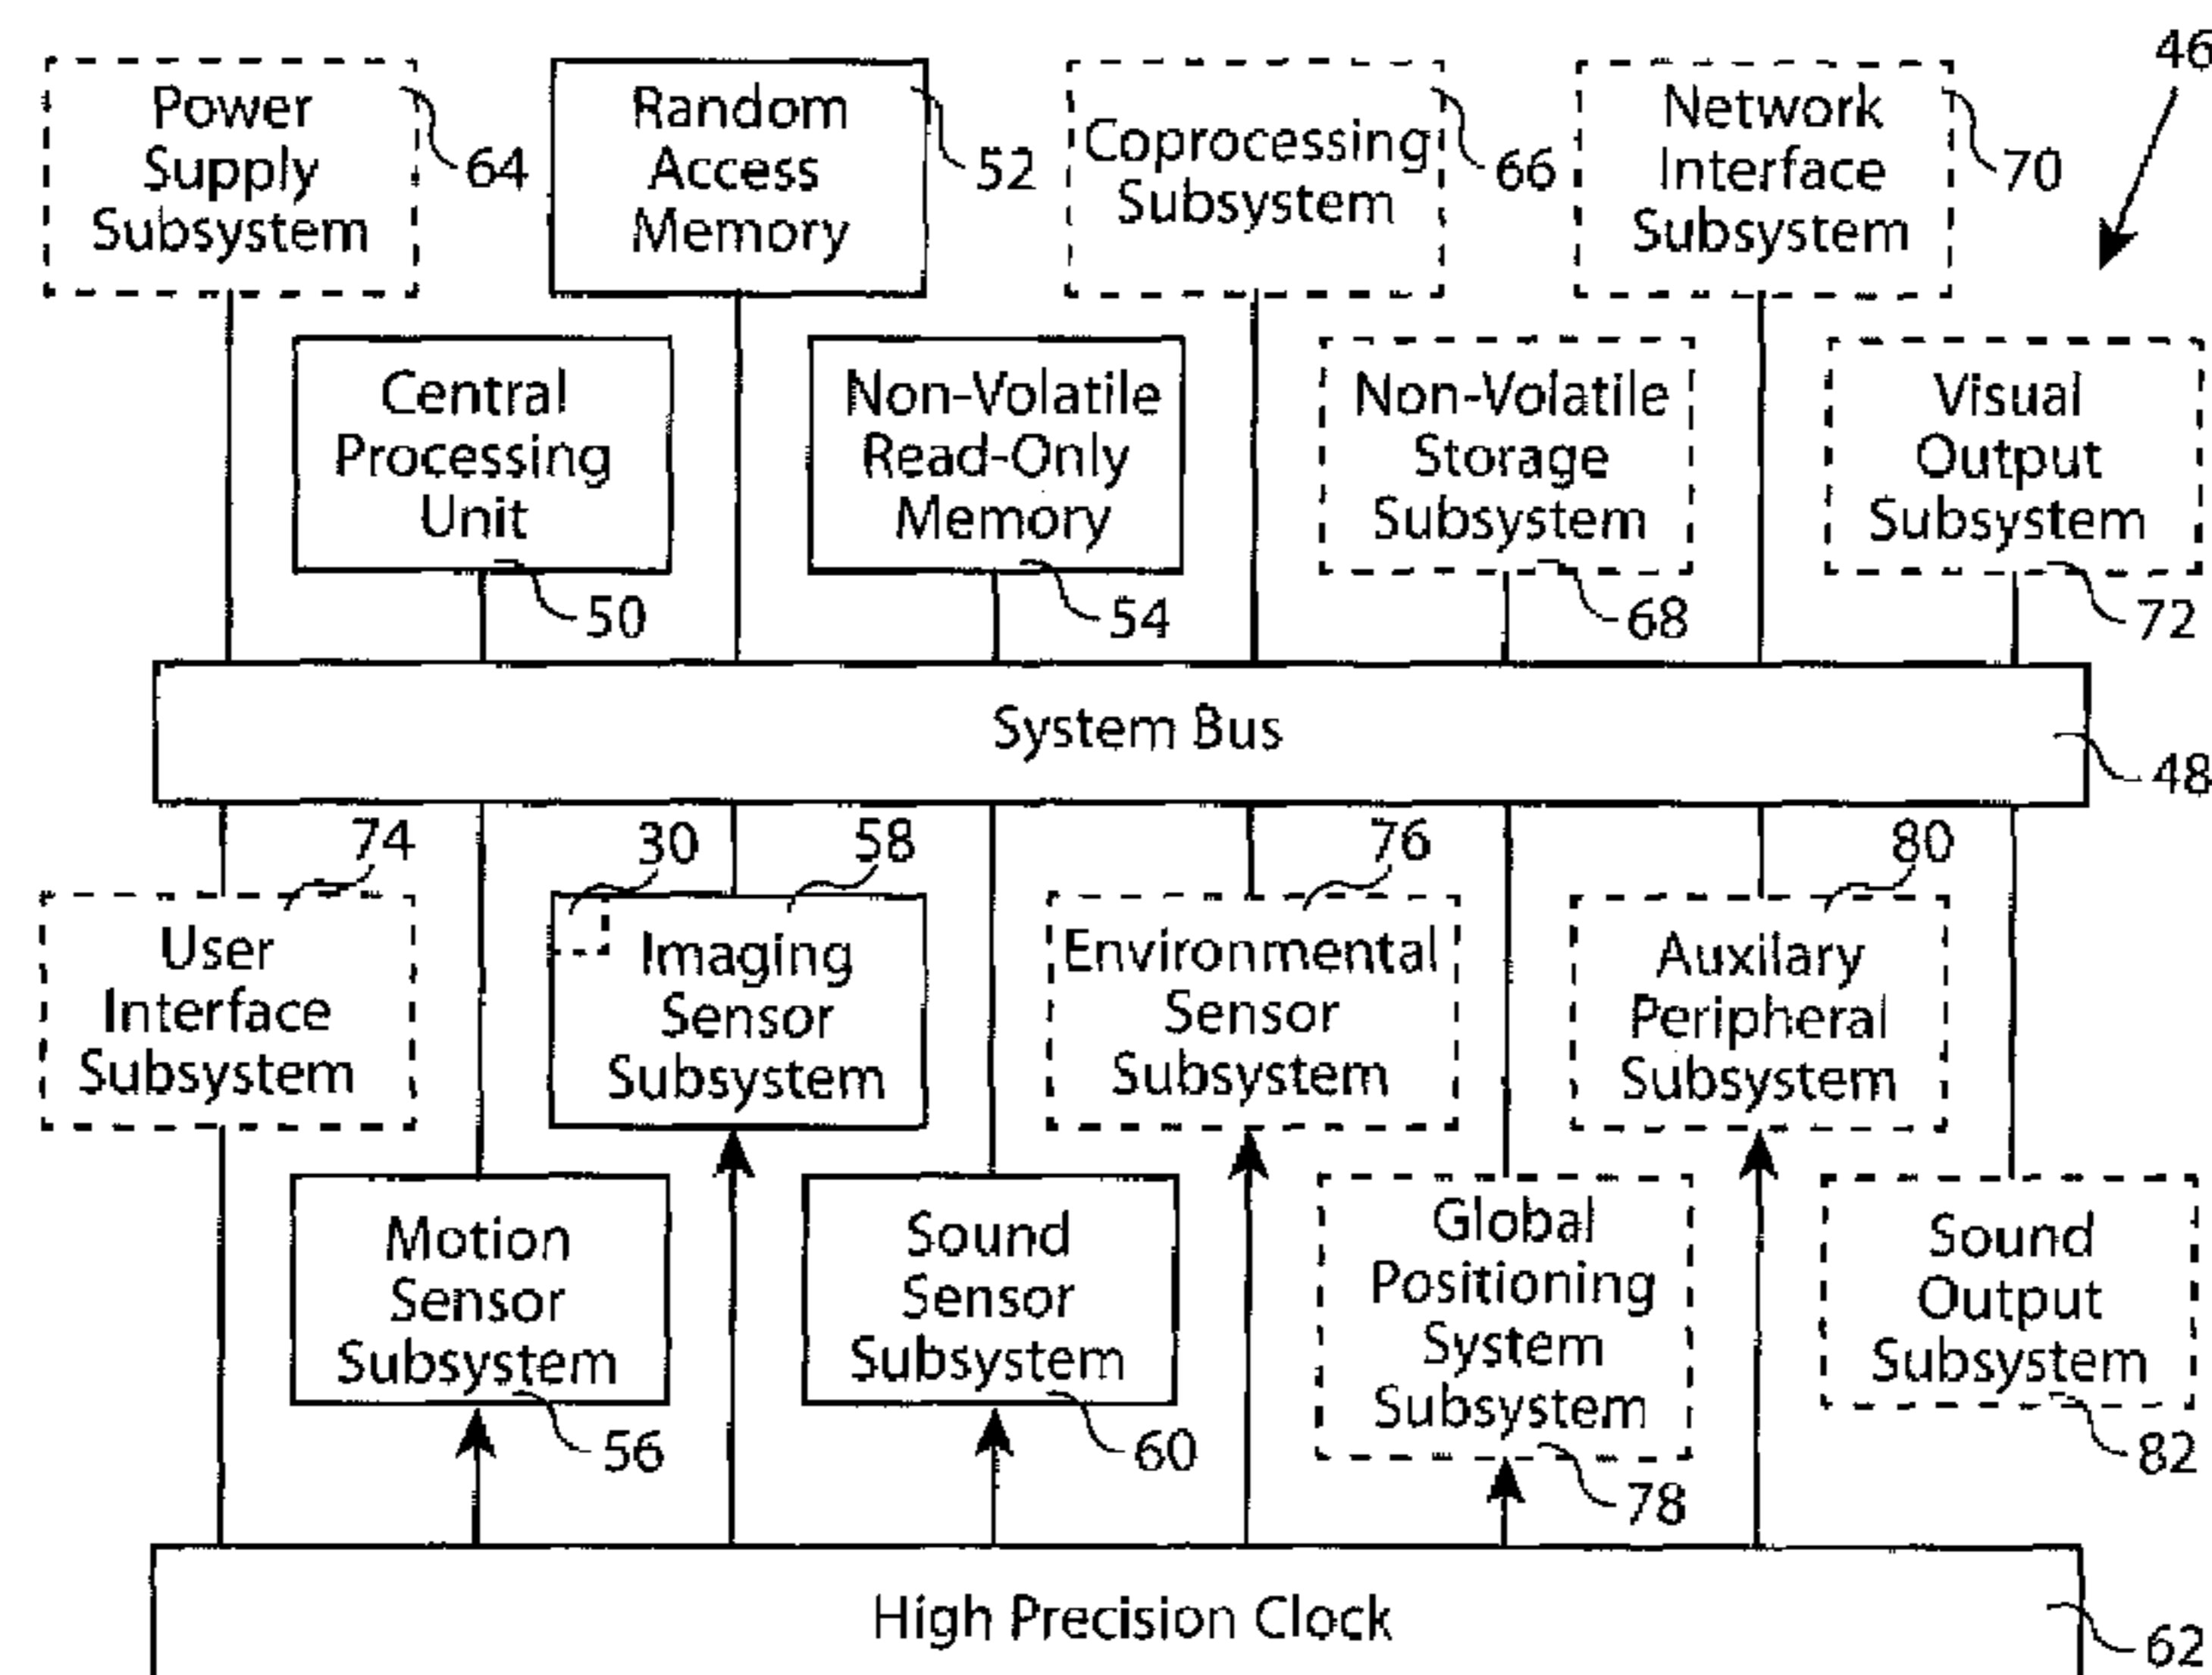 46
Power
Supply
Subsystem
64
Random
Access
Memory
52
Coprocessing
Subsystem
66
Network
Interface
Subsystem
70
Central
Processing
Unit
50
Non-Volatile
Read-Only
Memory
54
Non-Volatile
Storage
Subsystem
68
Visual
Output
Subsystem
72
System Bus
48
74
User
Interface
Subsystem
30
58
Imaging
Sensor
Subsystem
76
Environmental
Sensor
Subsystem
80
Auxilary
Peripheral
Subsystem
Motion
Sensor
Subsystem
56
Sound
Sensor
Subsystem
60
Global
Positioning
System
Subsystem
78
Sound
Output
Subsystem
82
High Precision Clock
62